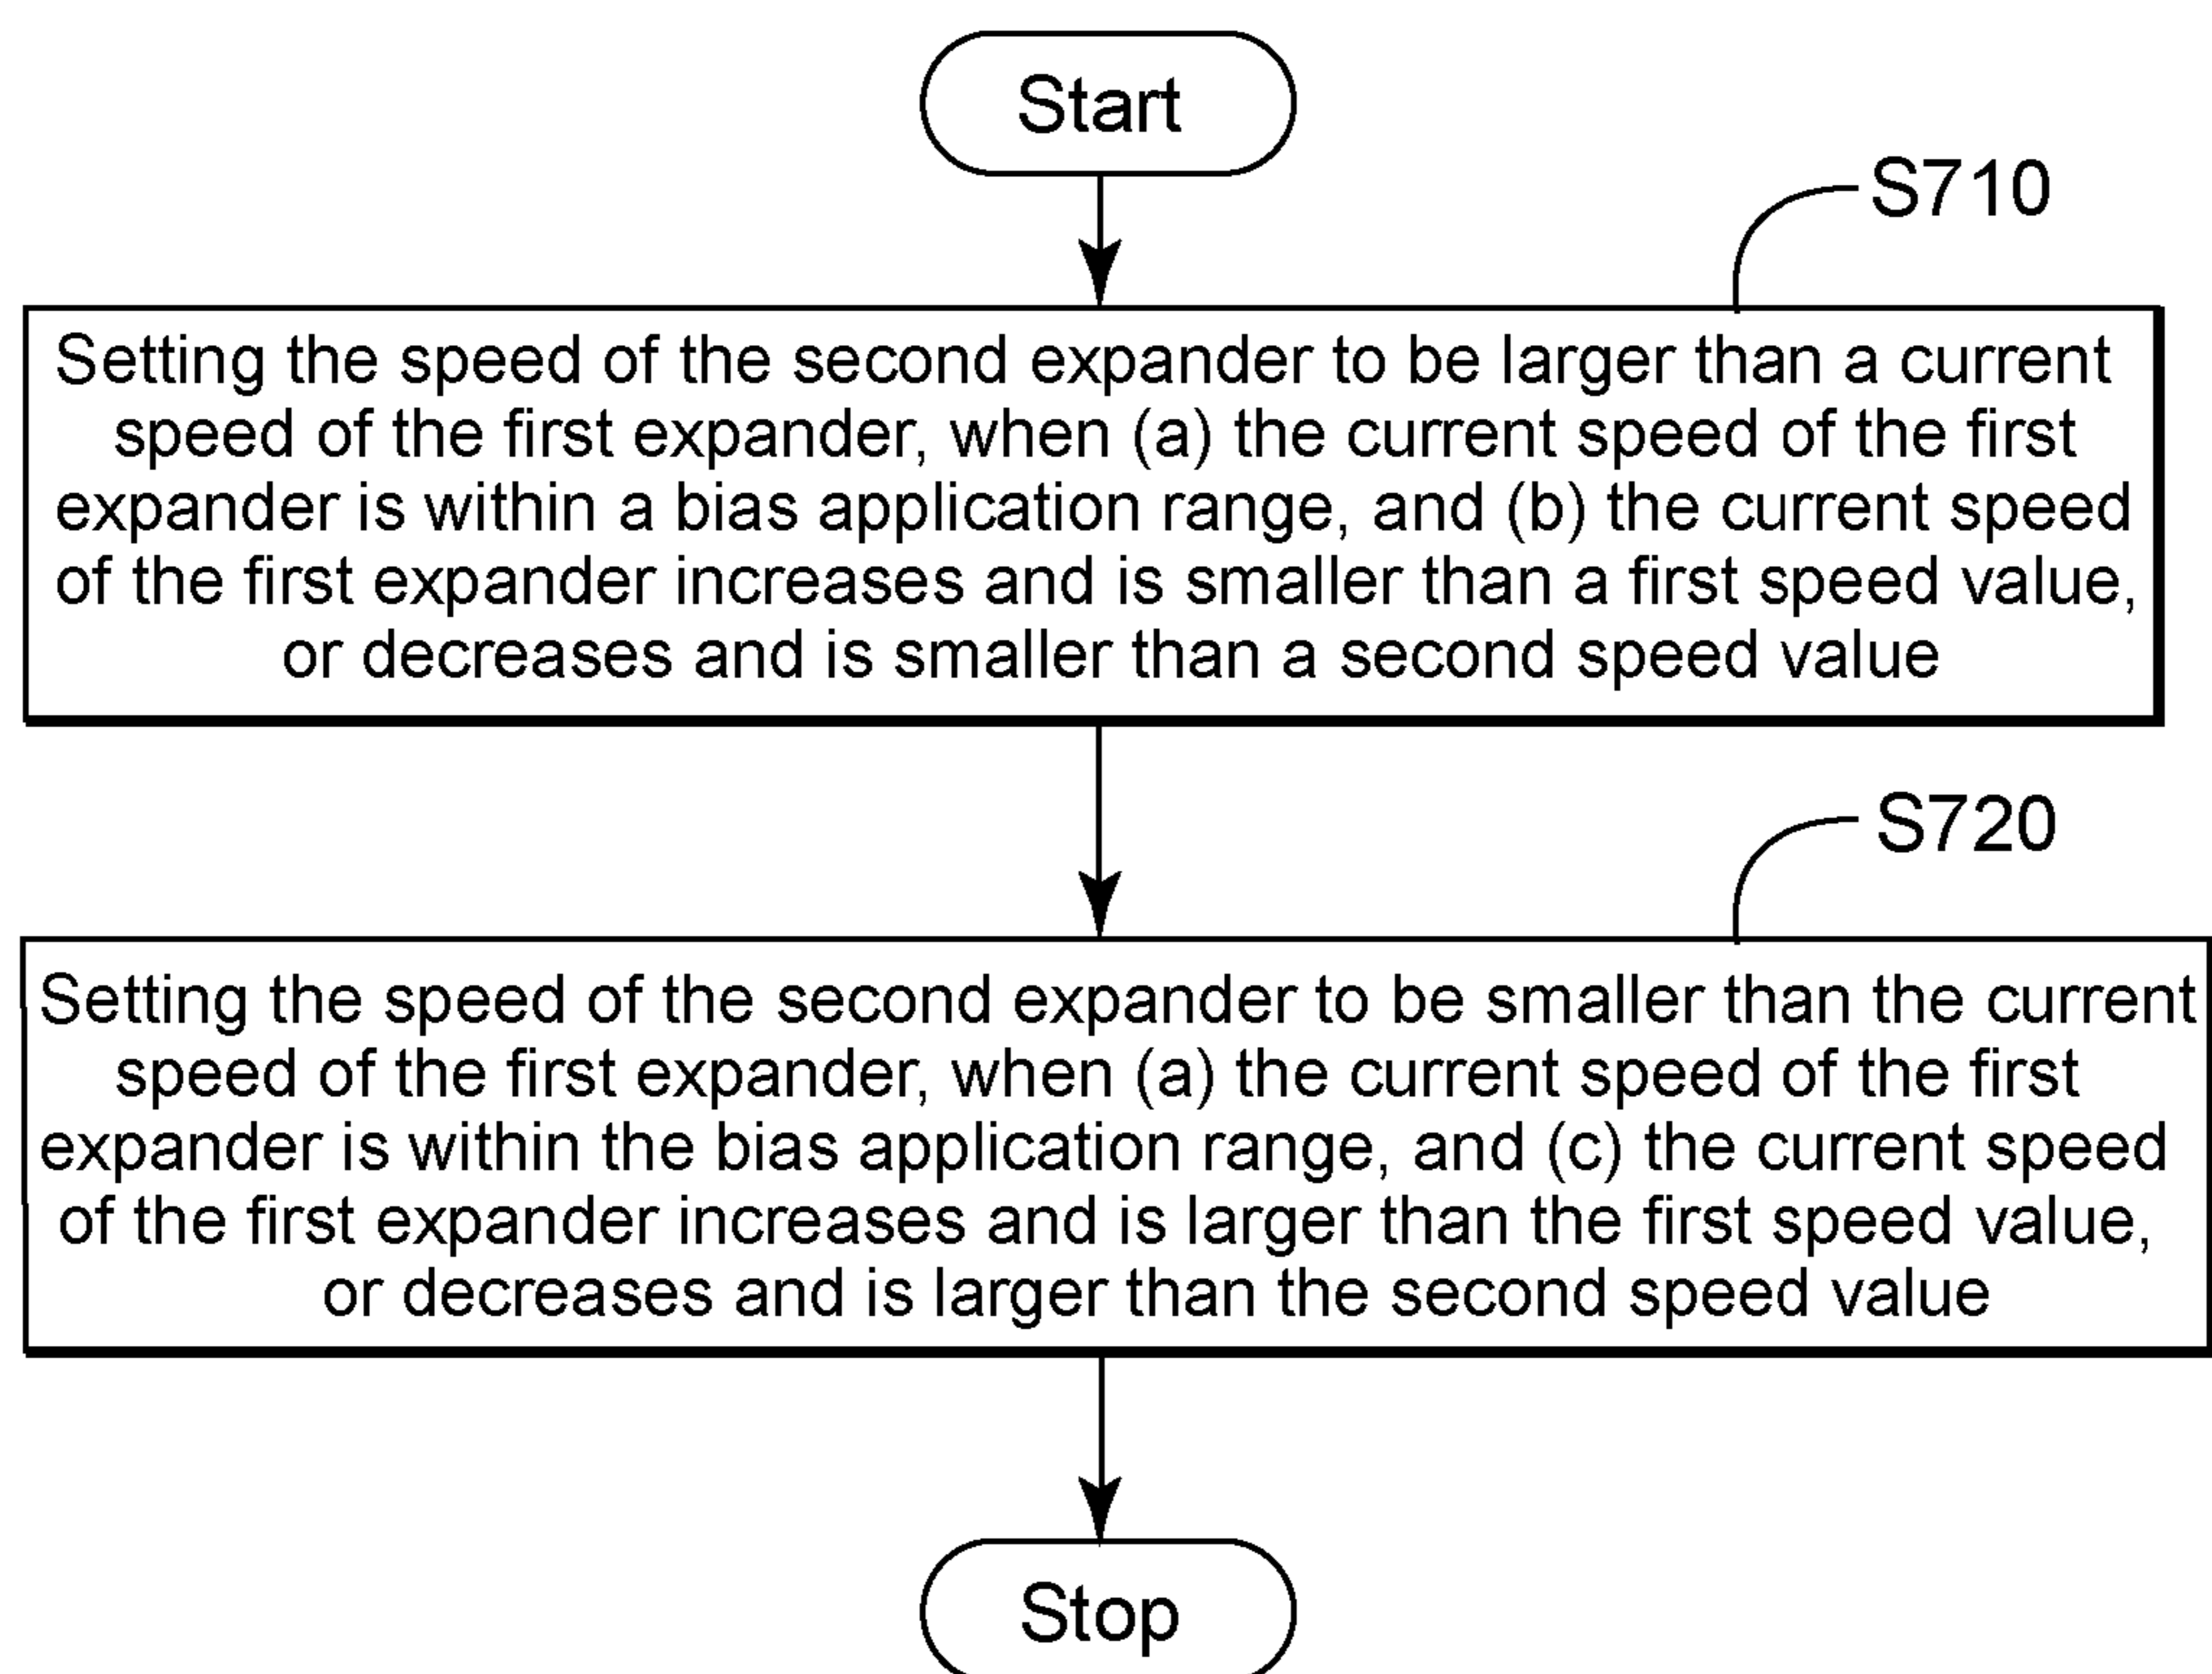 Start
S710
Setting the speed of the second expander to be larger than a current
speed of the first expander, when (a) the current speed of the first
expander is within a bias application range, and (b) the current speed
of the first expander increases and is smaller than a first speed value,
or decreases and is smaller than a second speed value
S720
Setting the speed of the second expander to be smaller than the current
speed of the first expander, when (a) the current speed of the first
expander is within the bias application range, and (c) the current speed
of the first expander increases and is larger than the first speed value,
or decreases and is larger than the second speed value
Stop